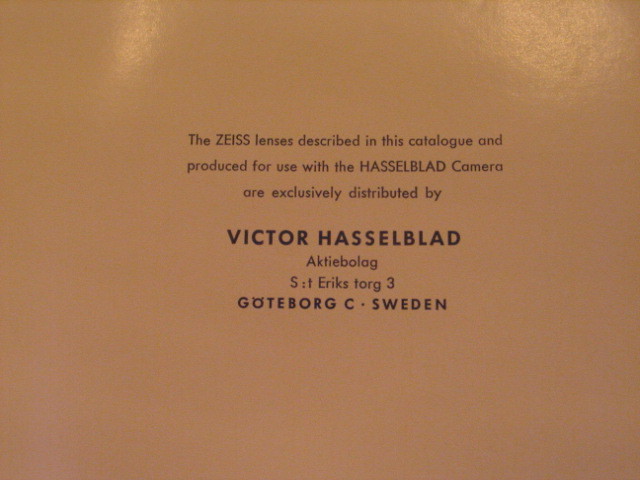 The ZEISS lenses described in this catalogue and
produced for use with the HASSELBLAD Camera
are exclusively distributed by
VICTOR HASSELBLAD
Aktiebolag
S:t Eriks torg 3
GÖTEBORG C · SWEDEN